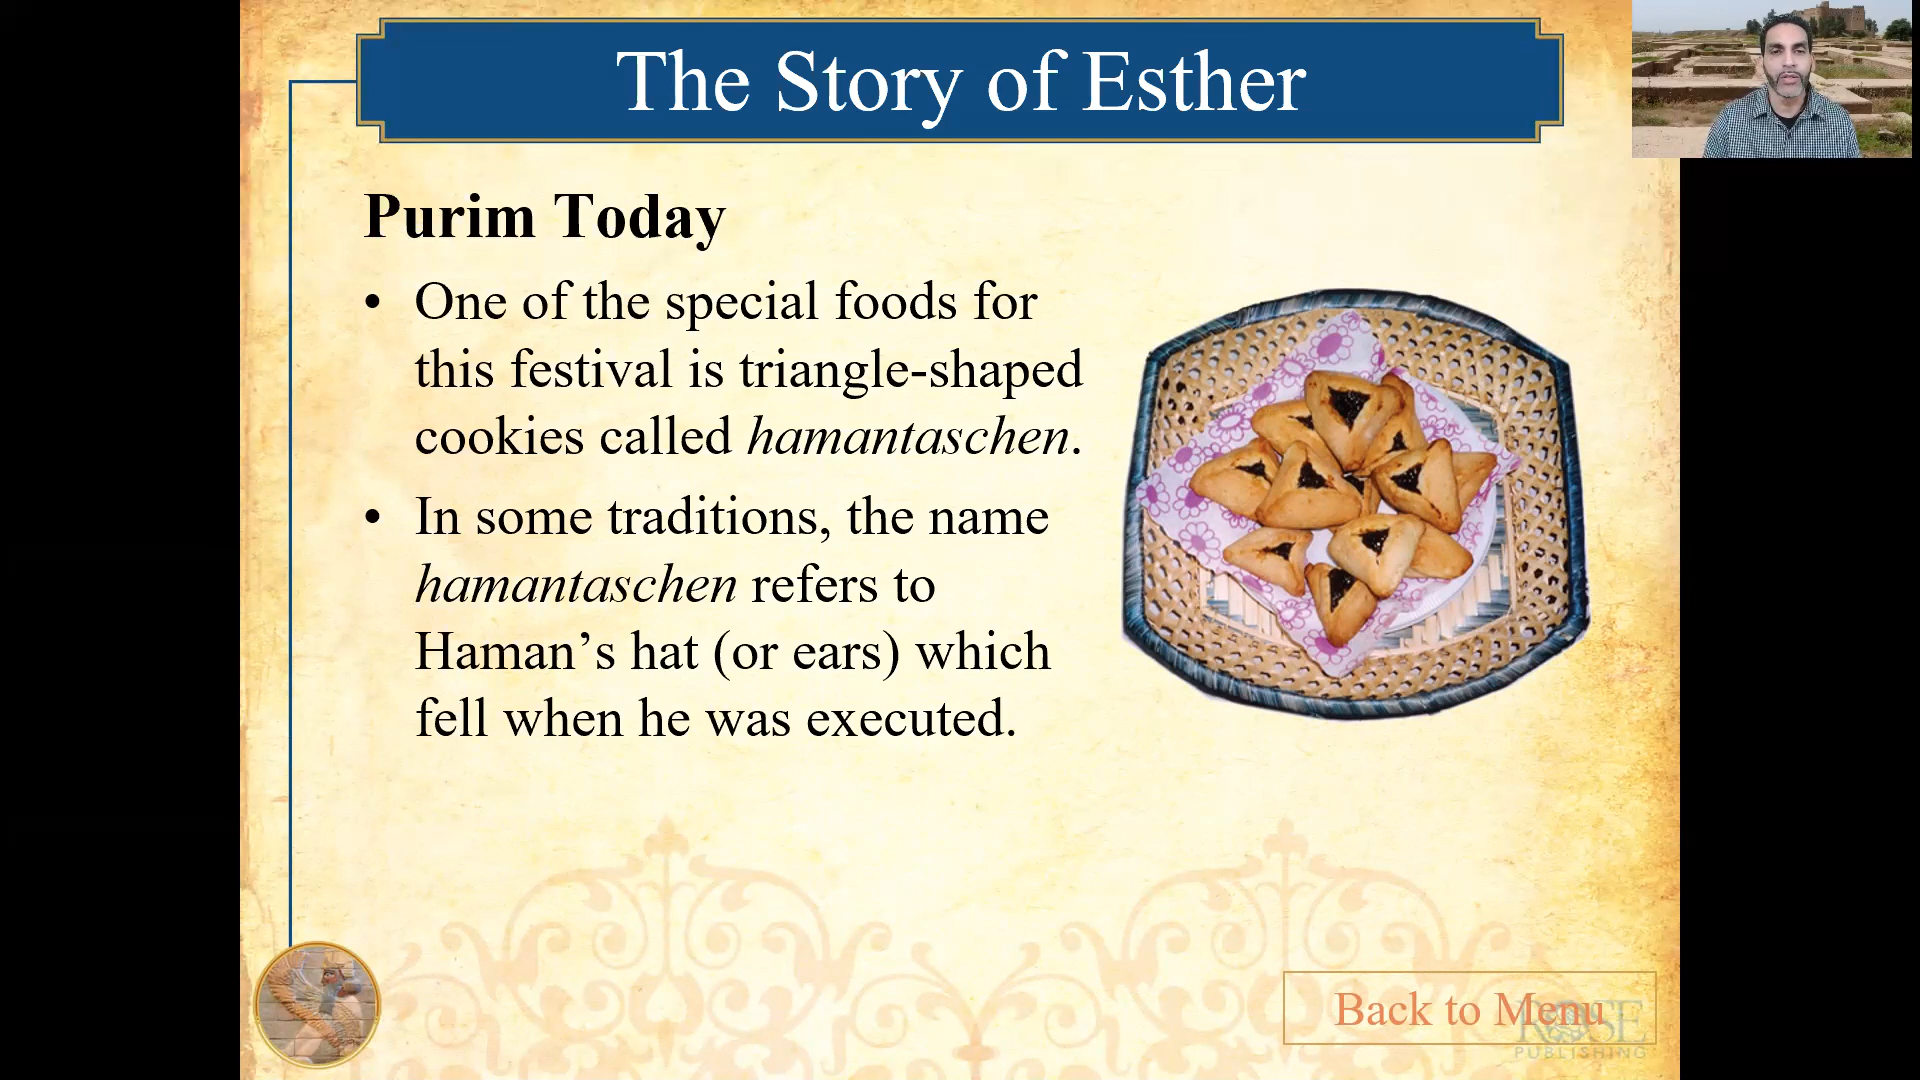 The Story of Esther
Purim Today
• One of the special foods for
this festival is triangle-shaped
cookies called hamantaschen.
• In some traditions, the name
hamantaschen refers to
Haman’s hat (or ears) which
fell when he was executed.
Back to Menu
ROSE
PUBLISHING